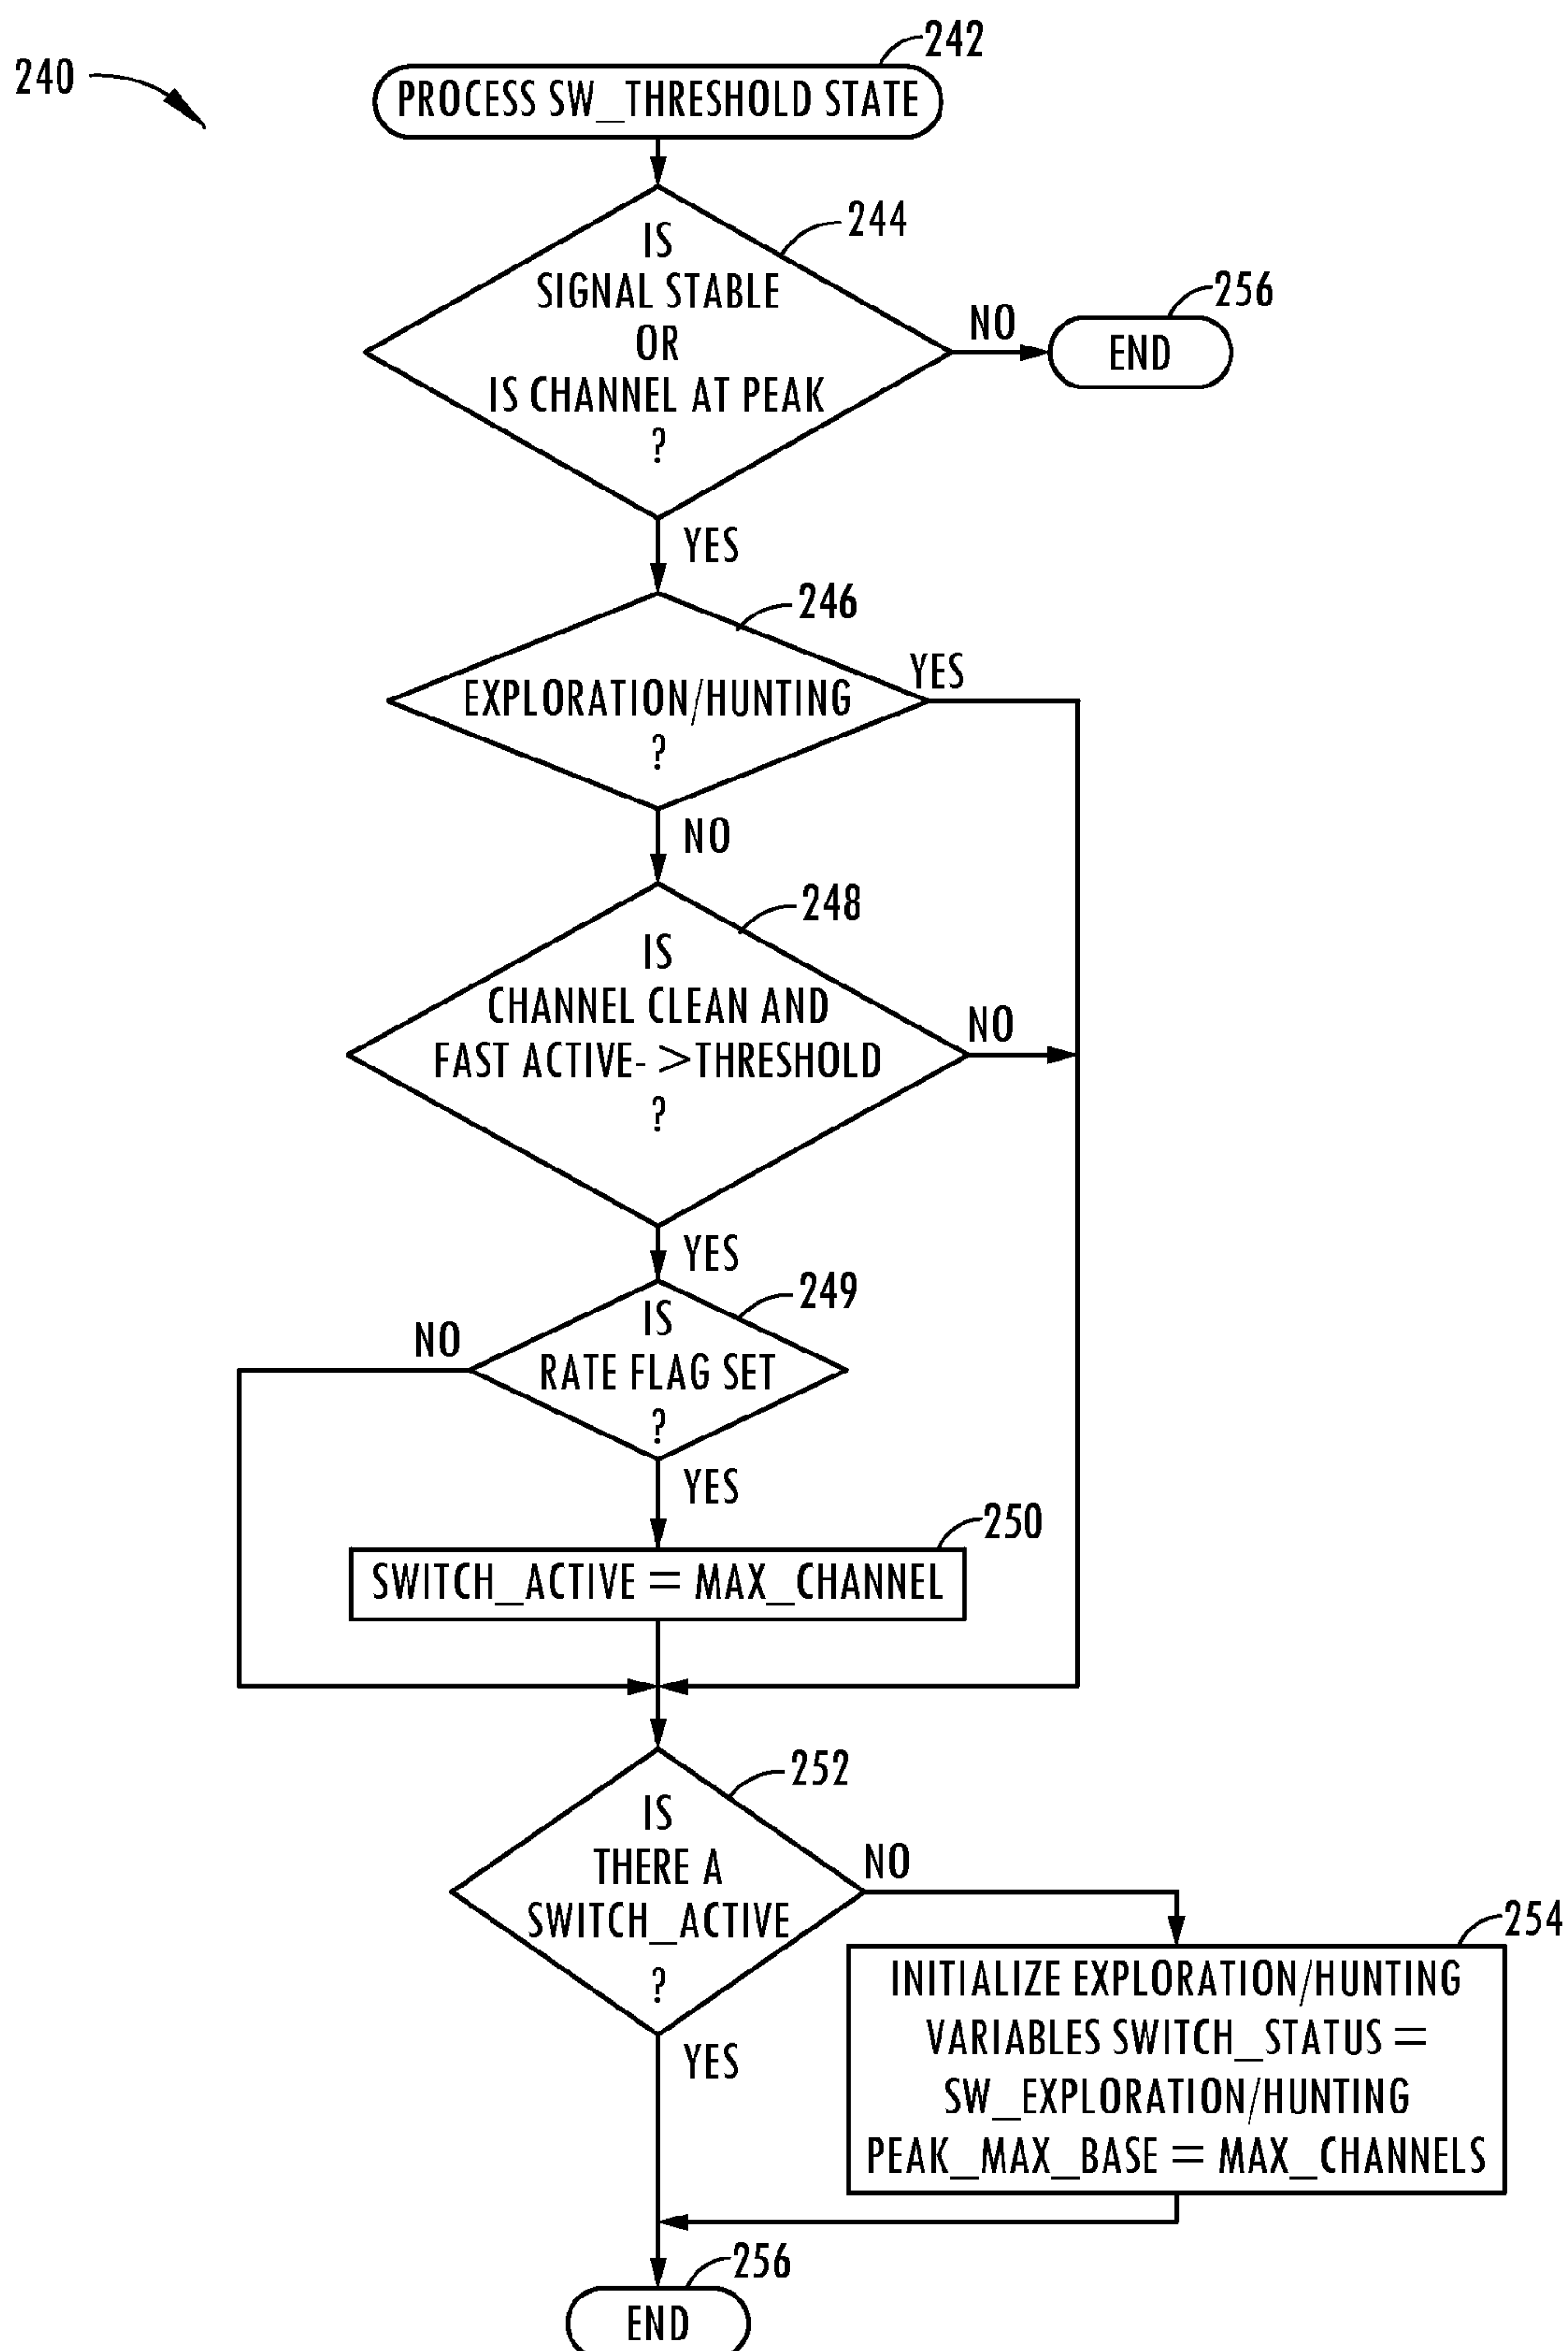 242
240
PROCESS SW_THRESHOLD STATE
244
IS
SIGNAL STABLE
OR
IS CHANNEL AT PEAK
?
NO
256
END
YES
246
EXPLORATION/HUNTING
?
YES
NO
248
IS
CHANNEL CLEAN AND
FAST ACTIVE- >THRESHOLD
?
NO
YES
249
IS
RATE FLAG SET
?
NO
YES
250
SWITCH_ACTIVE = MAX_CHANNEL
252
IS
THERE A
SWITCH_ACTIVE
?
NO
254
INITIALIZE EXPLORATION/HUNTING
VARIABLES SWITCH_STATUS =
SW_EXPLORATION/HUNTING
PEAK_MAX_BASE = MAX_CHANNELS
YES
256
END